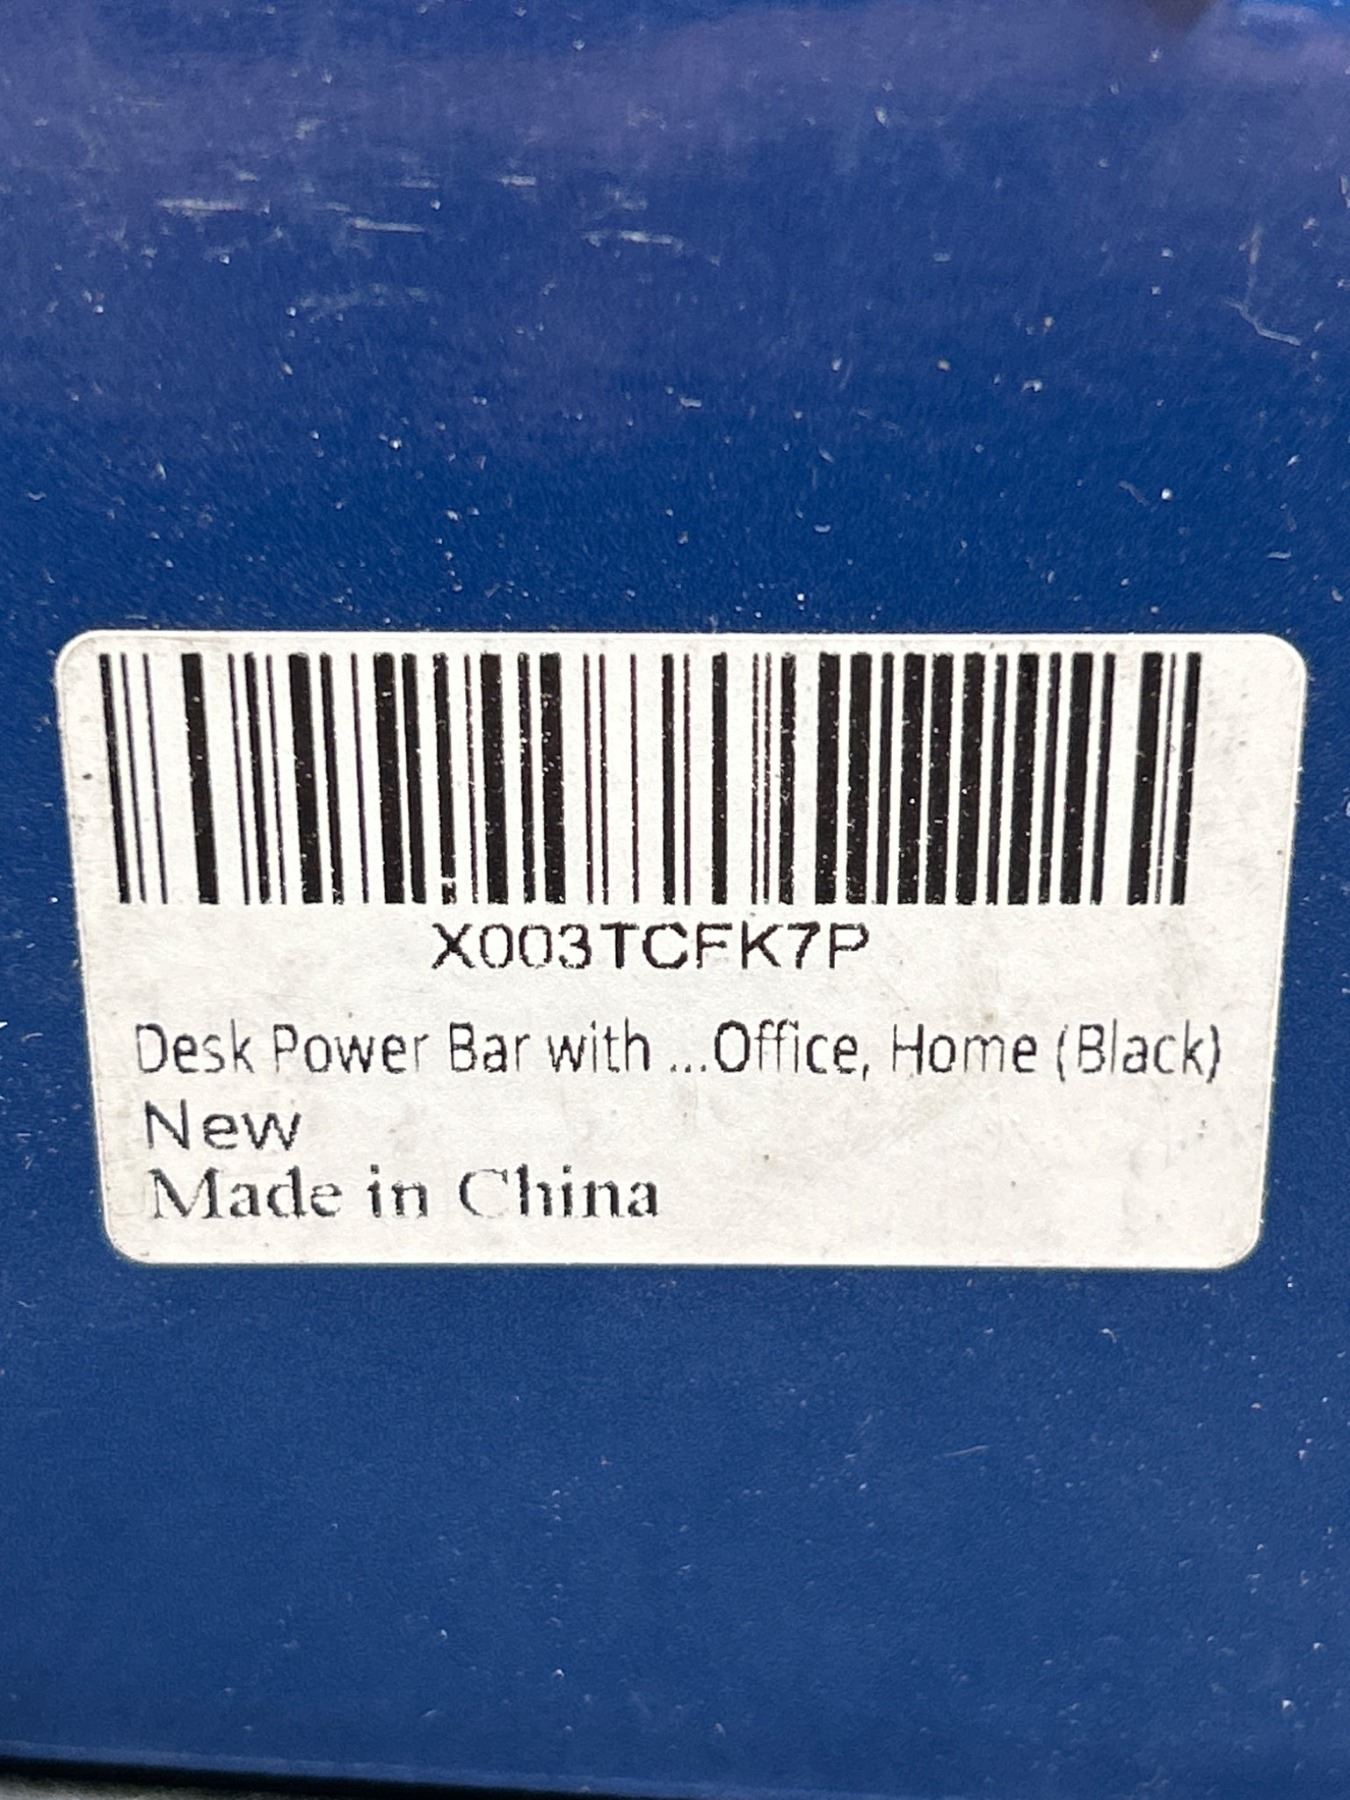 X003TCFK7P
Desk Power Bar with ...Office, Home (Black)
New
Made in China